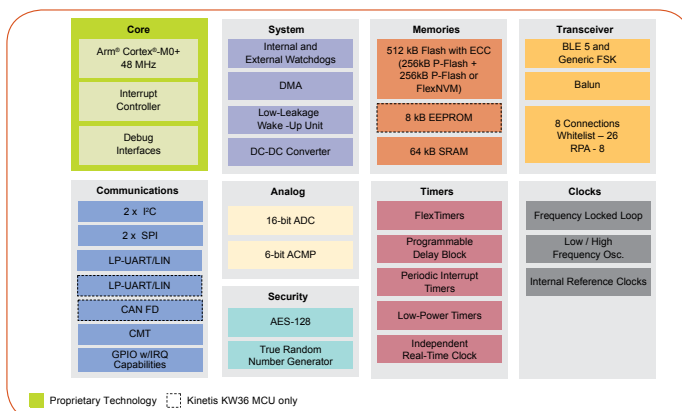 Core
Arm® Cortex®-M0+
48 MHz
Interrupt
Controller
Debug
Interfaces
System
Internal and
External Watchdogs
DMA
Low-Leakage
Wake -Up Unit
DC-DC Converter
Memories
512 kB Flash with ECC
(256kB P-Flash +
256kB P-Flash or
FlexNVM)
8 kB EEPROM
64 kB SRAM
Transceiver
BLE 5 and
Generic FSK
Balun
8 Connections
Whitelist – 26
RPA - 8
Communications
2 x I²C
2 x SPI
LP-UART/LIN
LP-UART/LIN
CAN FD
CMT
GPIO w/IRQ
Capabilities
Analog
16-bit ADC
6-bit ACMP
Security
AES-128
True Random
Number Generator
Timers
FlexTimers
Programmable
Delay Block
Periodic Interrupt
Timers
Low-Power Timers
Independent
Real-Time Clock
Clocks
Frequency Locked Loop
Low / High
Frequency Osc.
Internal Reference Clocks
Proprietary Technology
Kinetis KW36 MCU only